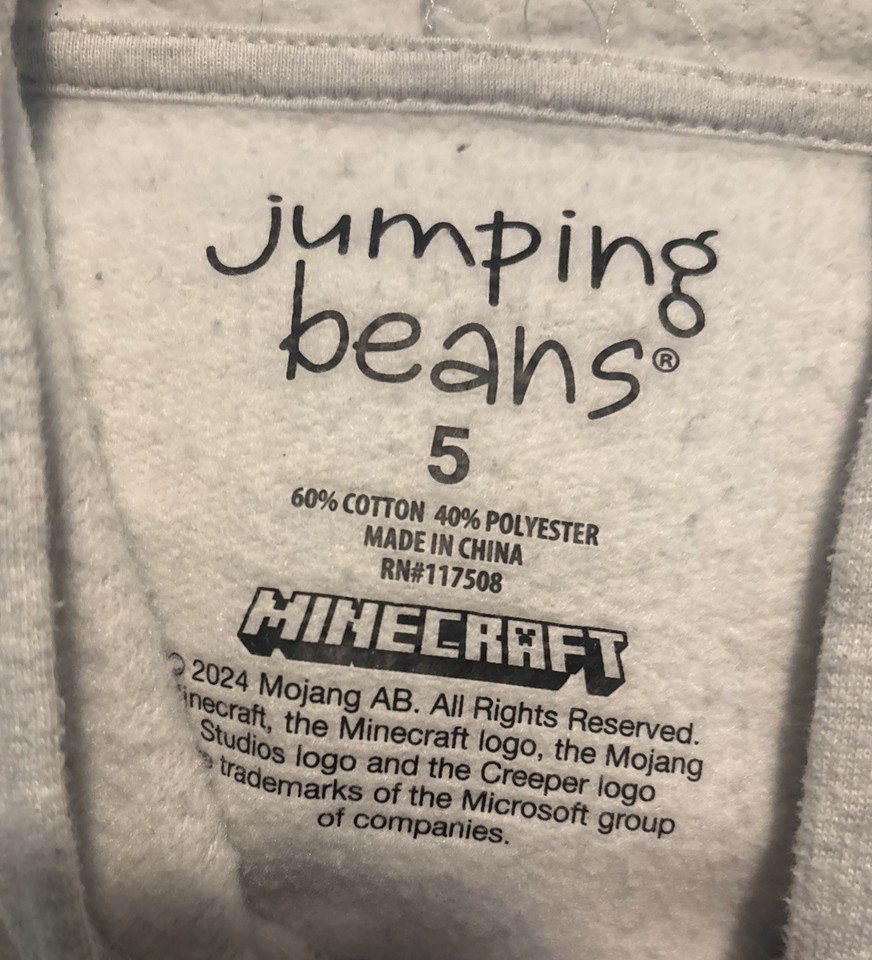 jumping
beans®
5
60% COTTON 40% POLYESTER
MADE IN CHINA
RN#117508
MINECRAFT
© 2024 Mojang AB. All Rights Reserved.
inecraft, the Minecraft logo, the Mojang
Studios logo and the Creeper logo
trademarks of the Microsoft group
of companies.